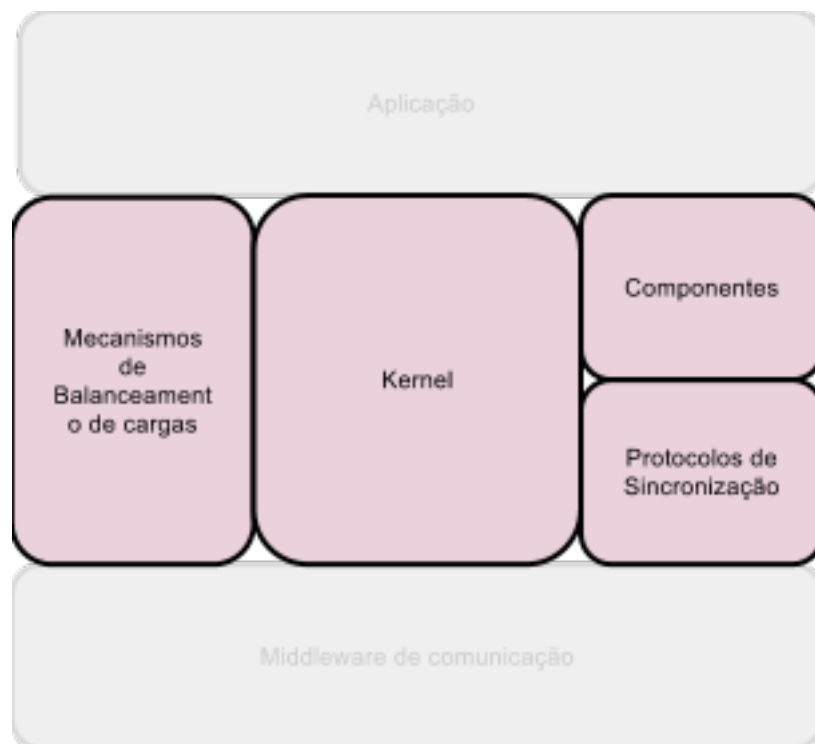 Aplicação
Mecanismos
de
Balanceament
o de cargas
Kernel
Componentes
Protocolos de
Sincronização
Middleware de comunicação